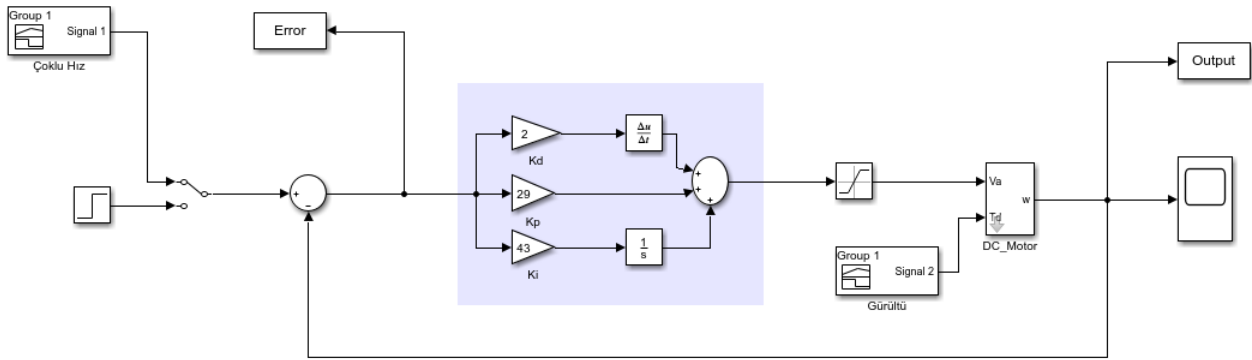 Group 1
Signal 1
Çoklu Hız
Error
Output
2
Δu
Δt
Kd
+
+
+
29
Kp
43
1
s
Ki
+
−
Va
Td
w
DC_Motor
Group 1
Signal 2
Gürültü